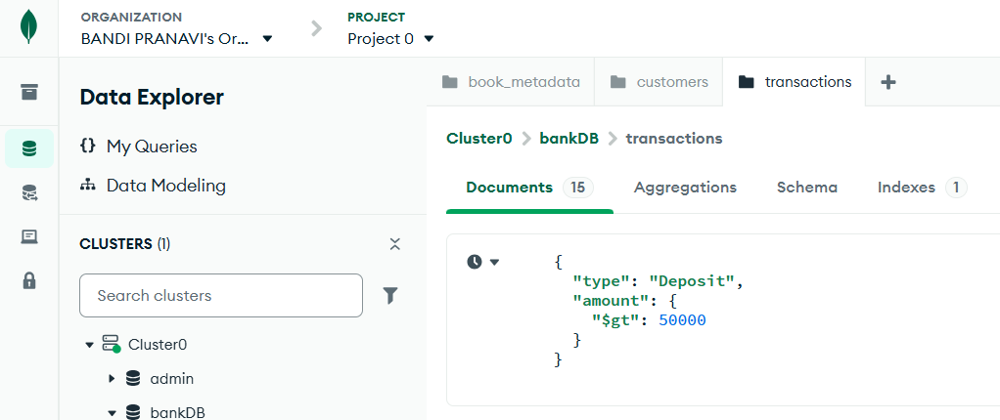 ORGANIZATION
BANDI PRANAVI's Or...
PROJECT
Project 0
Data Explorer
My Queries
Data Modeling
CLUSTERS (1)
Search clusters
Cluster0
admin
bankDB
book_metadata
customers
transactions
Cluster0 > bankDB > transactions
Documents 15
Aggregations
Schema
Indexes 1
{
"type": "Deposit",
"amount": {
"$gt": 50000
}
}